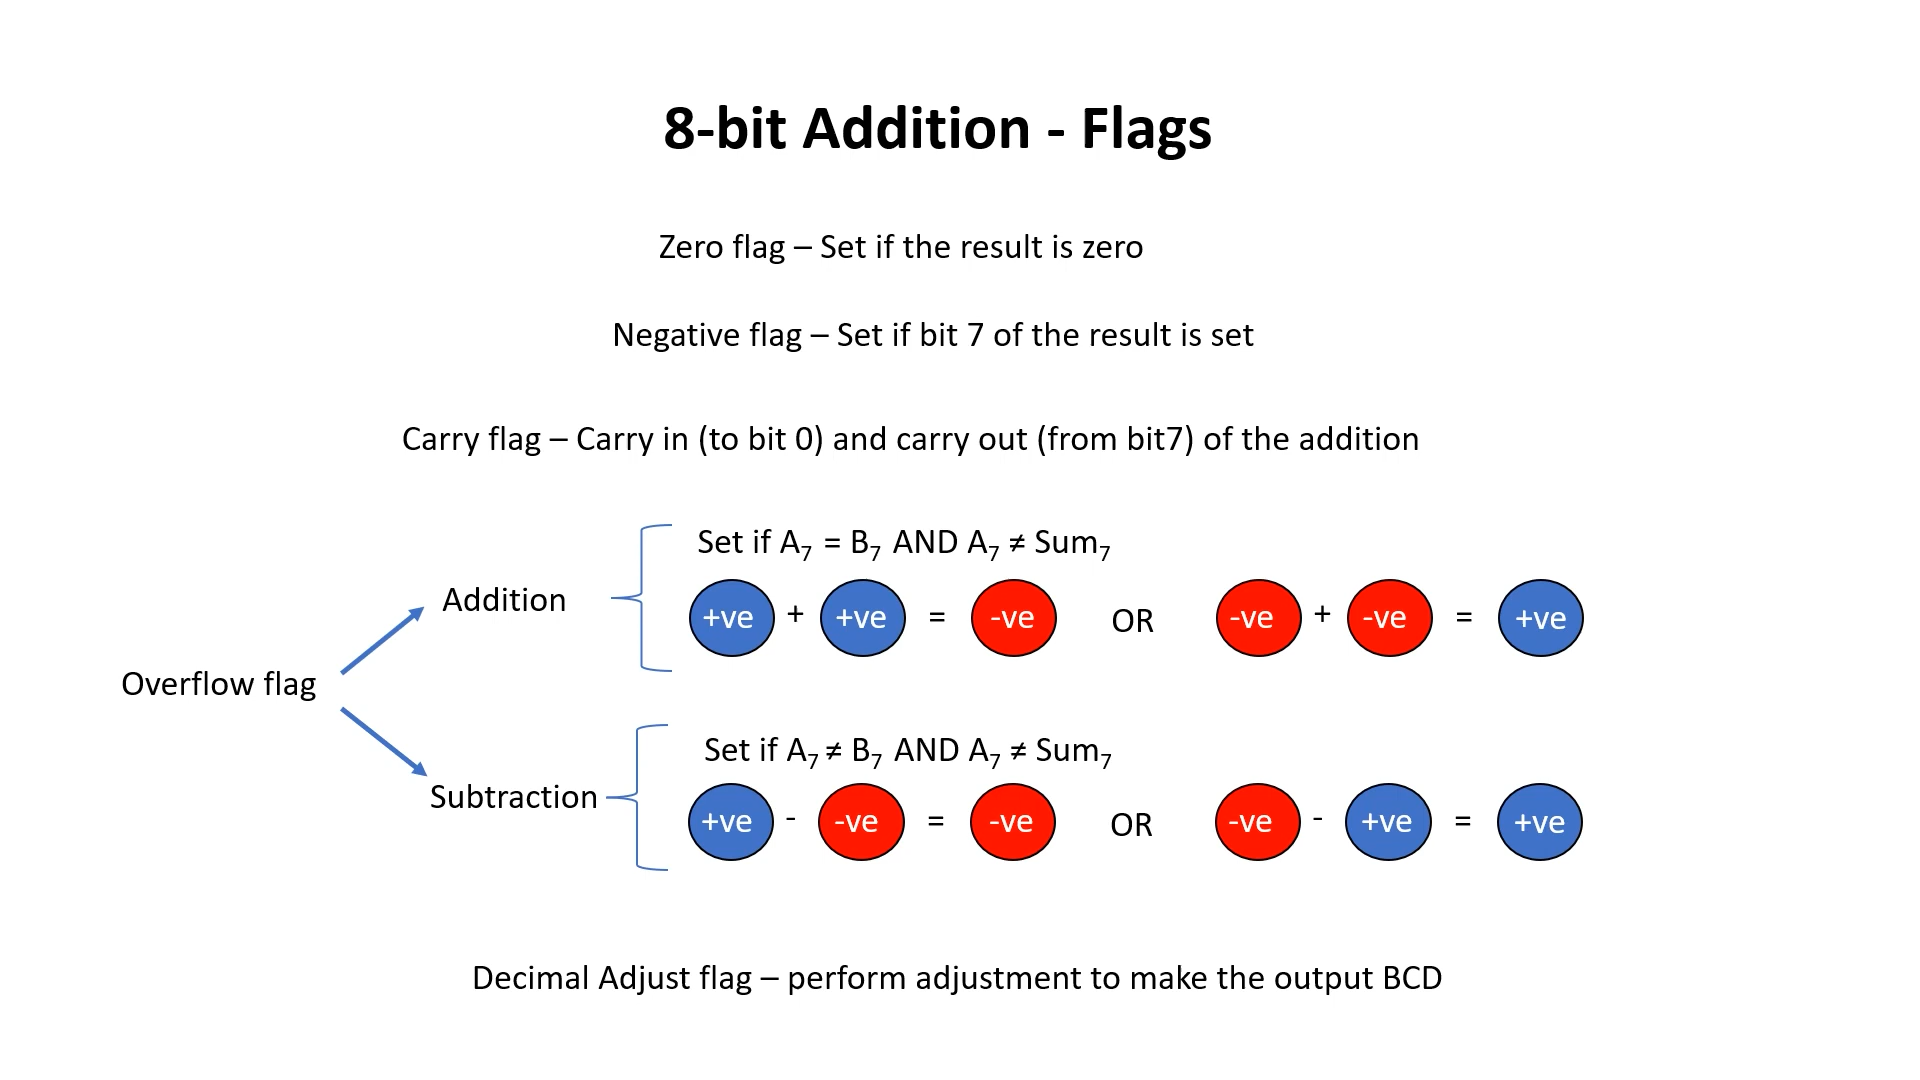 8-bit Addition - Flags
Zero flag – Set if the result is zero
Negative flag – Set if bit 7 of the result is set
Carry flag – Carry in (to bit 0) and carry out (from bit7) of the addition
Overflow flag
Addition
Set if A₇ = B₇ AND A₇ ≠ Sum₇
+ve + +ve = -ve OR -ve + -ve = +ve
Subtraction
Set if A₇ ≠ B₇ AND A₇ ≠ Sum₇
+ve - -ve = -ve OR -ve - +ve = +ve
Decimal Adjust flag – perform adjustment to make the output BCD